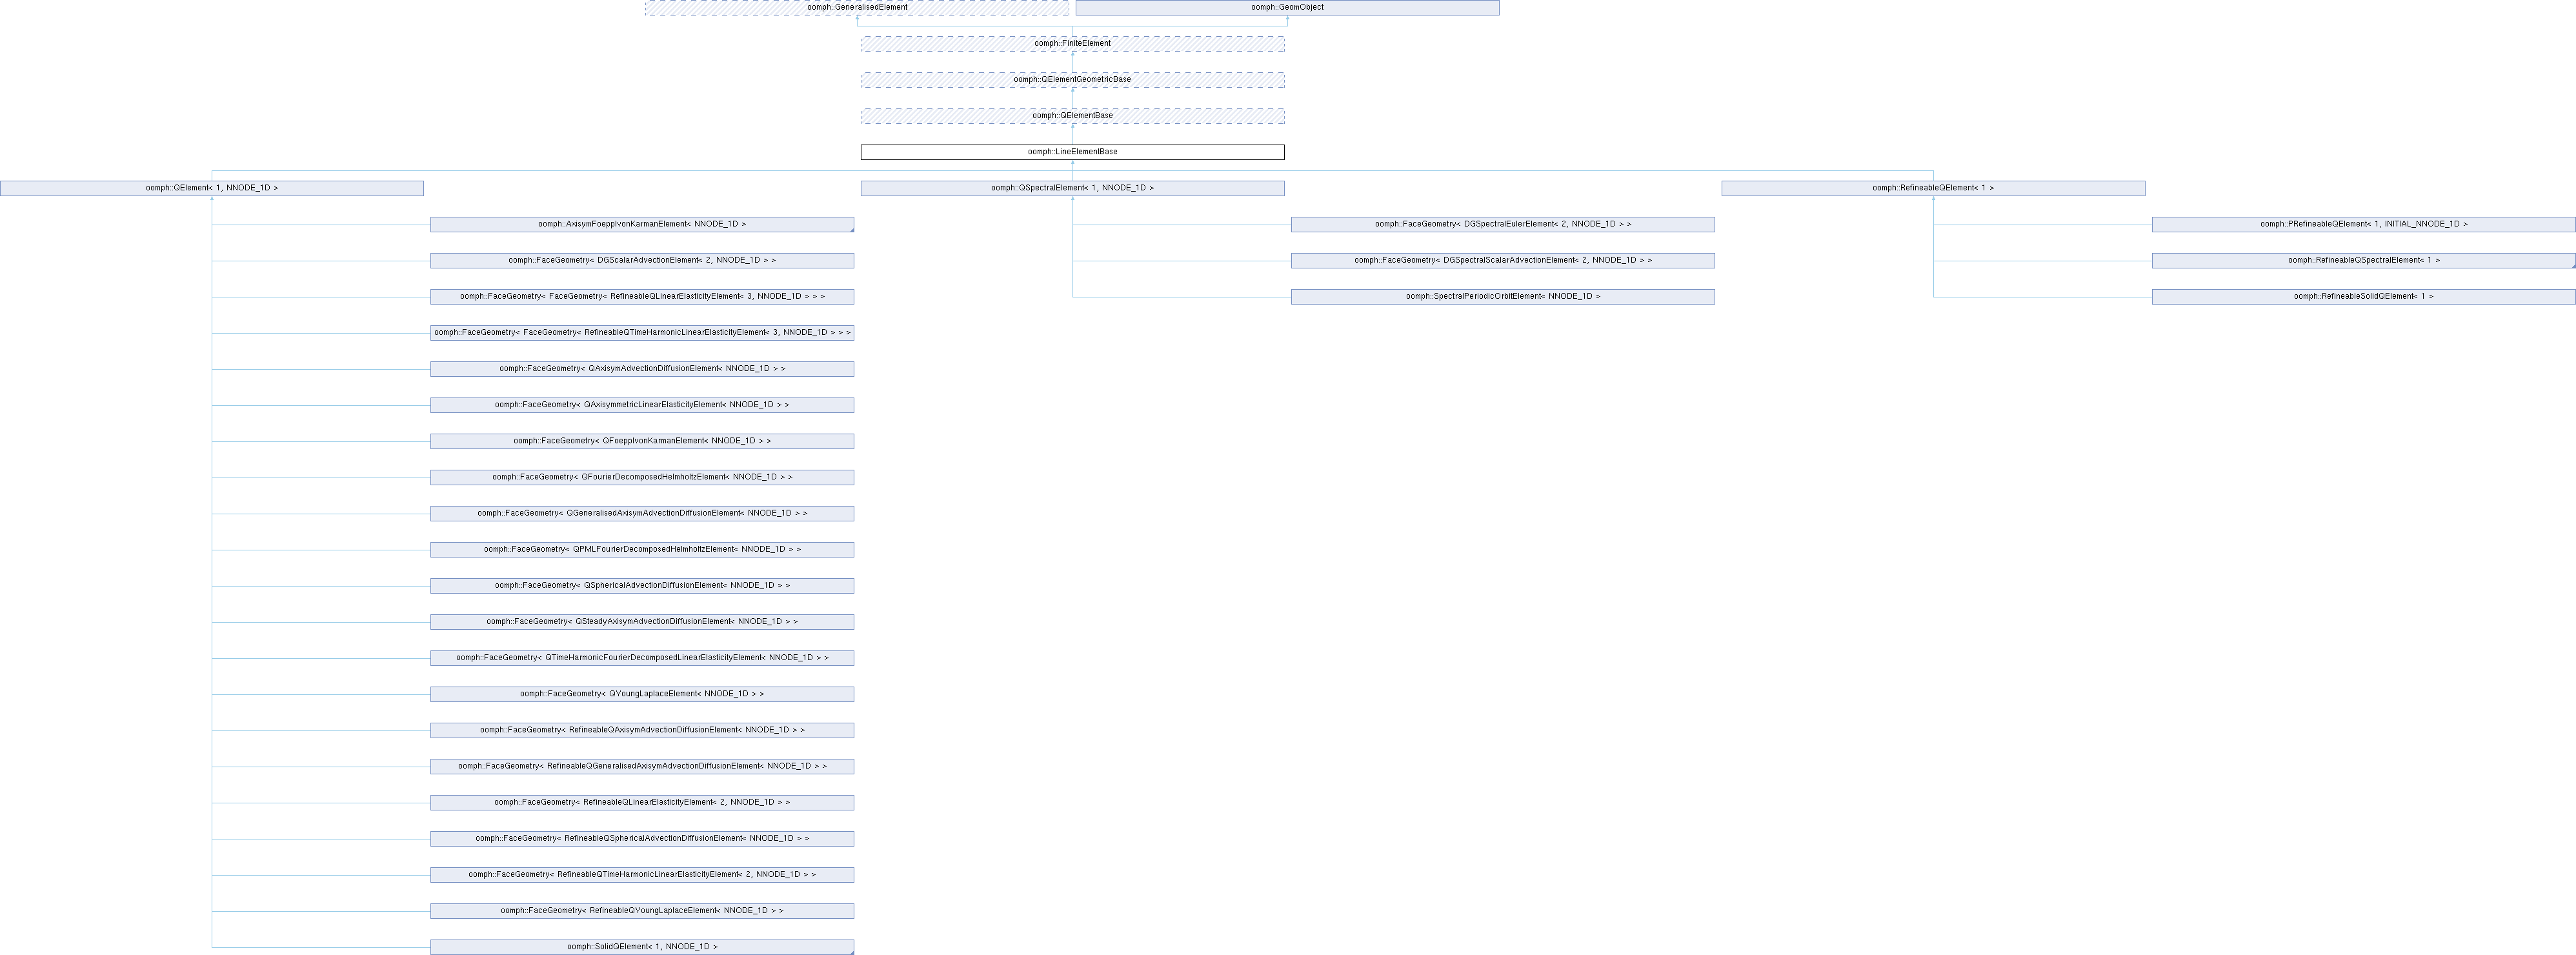 oomph::GeneralisedElement
oomph::GeomObject
oomph::FiniteElement
oomph::QElementGeometricBase
oomph::QElementBase
oomph::LineElementBase
oomph::QElement< 1, NNODE_1D >
oomph::QSpectralElement< 1, NNODE_1D >
oomph::RefineableQElement< 1 >
oomph::AxisymFoepplvonKarmanElement< NNODE_1D >
oomph::FaceGeometry< DGSpectralEulerElement< 2, NNODE_1D > >
oomph::PRefineableQElement< 1, INITIAL_NNODE_1D >
oomph::FaceGeometry< DGScalarAdvectionElement< 2, NNODE_1D > >
oomph::FaceGeometry< DGSpectralScalarAdvectionElement< 2, NNODE_1D > >
oomph::RefineableQSpectralElement< 1 >
oomph::FaceGeometry< FaceGeometry< RefineableQLinearElasticityElement< 3, NNODE_1D > > >
oomph::SpectralPeriodicOrbitElement< NNODE_1D >
oomph::RefineableSolidQElement< 1 >
oomph::FaceGeometry< FaceGeometry< RefineableQTimeHarmonicLinearElasticityElement< 3, NNODE_1D > > >
oomph::FaceGeometry< QAxisymAdvectionDiffusionElement< NNODE_1D > >
oomph::FaceGeometry< QAxisymmetricLinearElasticityElement< NNODE_1D > >
oomph::FaceGeometry< QFoepplvonKarmanElement< NNODE_1D > >
oomph::FaceGeometry< QFourierDecomposedHelmholtzElement< NNODE_1D > >
oomph::FaceGeometry< QGeneralisedAxisymAdvectionDiffusionElement< NNODE_1D > >
oomph::FaceGeometry< QPMLFourierDecomposedHelmholtzElement< NNODE_1D > >
oomph::FaceGeometry< QSphericalAdvectionDiffusionElement< NNODE_1D > >
oomph::FaceGeometry< QSteadyAxisymAdvectionDiffusionElement< NNODE_1D > >
oomph::FaceGeometry< QTimeHarmonicFourierDecomposedLinearElasticityElement< NNODE_1D > >
oomph::FaceGeometry< QYoungLaplaceElement< NNODE_1D > >
oomph::FaceGeometry< RefineableQAxisymAdvectionDiffusionElement< NNODE_1D > >
oomph::FaceGeometry< RefineableQGeneralisedAxisymAdvectionDiffusionElement< NNODE_1D > >
oomph::FaceGeometry< RefineableQLinearElasticityElement< 2, NNODE_1D > >
oomph::FaceGeometry< RefineableQSphericalAdvectionDiffusionElement< NNODE_1D > >
oomph::FaceGeometry< RefineableQTimeHarmonicLinearElasticityElement< 2, NNODE_1D > >
oomph::FaceGeometry< RefineableQYoungLaplaceElement< NNODE_1D > >
oomph::SolidQElement< 1, NNODE_1D >